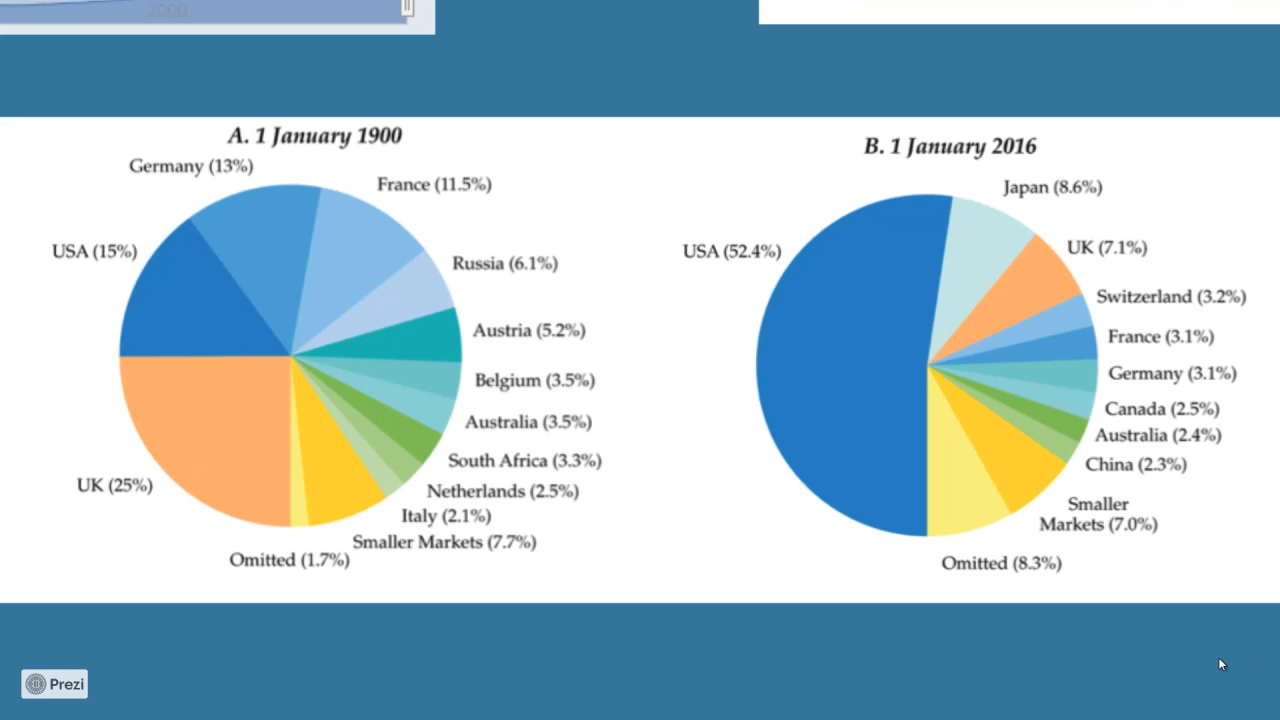 3000
A. 1 January 1900
Germany (13%)
France (11.5%)
USA (15%)
Russia (6.1%)
Austria (5.2%)
Belgium (3.5%)
Australia (3.5%)
South Africa (3.3%)
UK (25%)
Netherlands (2.5%)
Italy (2.1%)
Smaller Markets (7.7%)
Omitted (1.7%)
B. 1 January 2016
Japan (8.6%)
USA (52.4%)
UK (7.1%)
Switzerland (3.2%)
France (3.1%)
Germany (3.1%)
Canada (2.5%)
Australia (2.4%)
China (2.3%)
Smaller
Markets (7.0%)
Omitted (8.3%)
Prezi